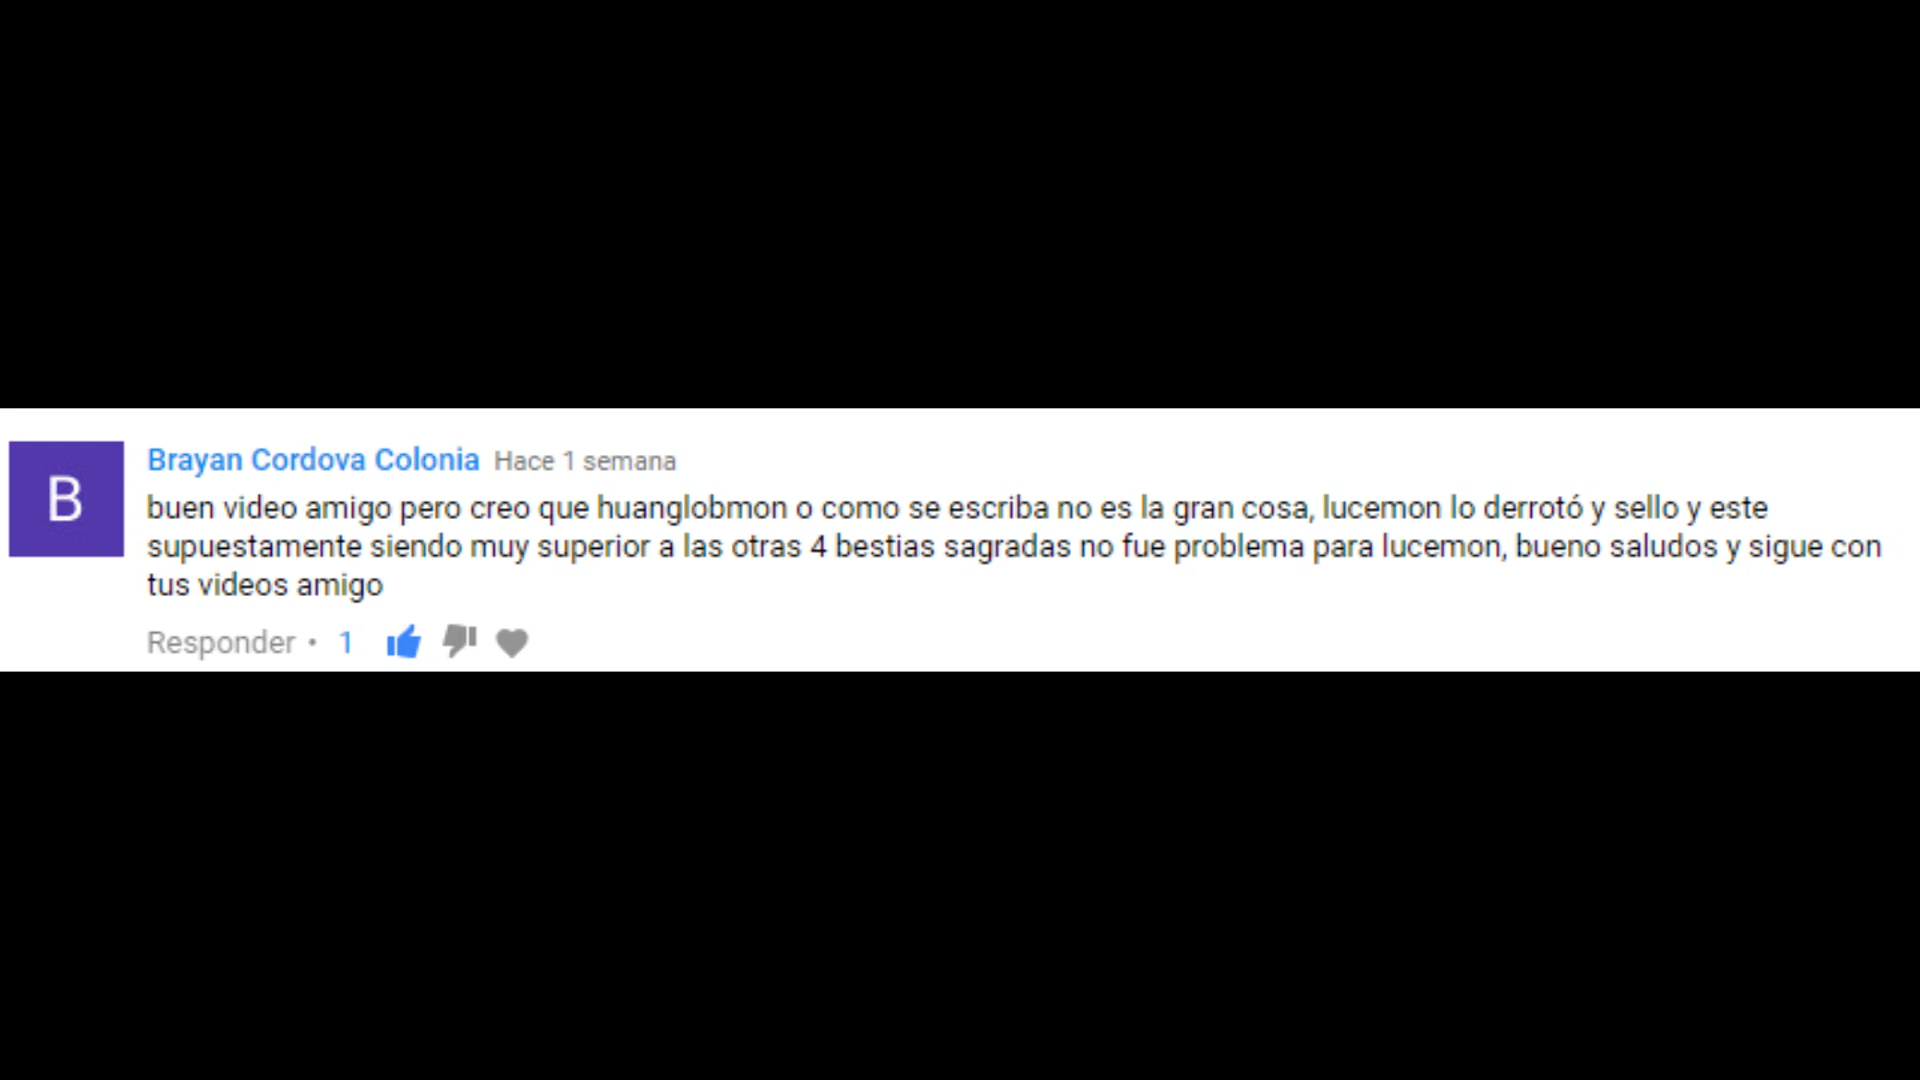 B
Brayan Cordova Colonia Hace 1 semana
buen video amigo pero creo que huanglobmon o como se escriba no es la gran cosa, lucemon lo derrotó y sello y este
supuestamente siendo muy superior a las otras 4 bestias sagradas no fue problema para lucemon, bueno saludos y sigue con
tus videos amigo
Responder • 1